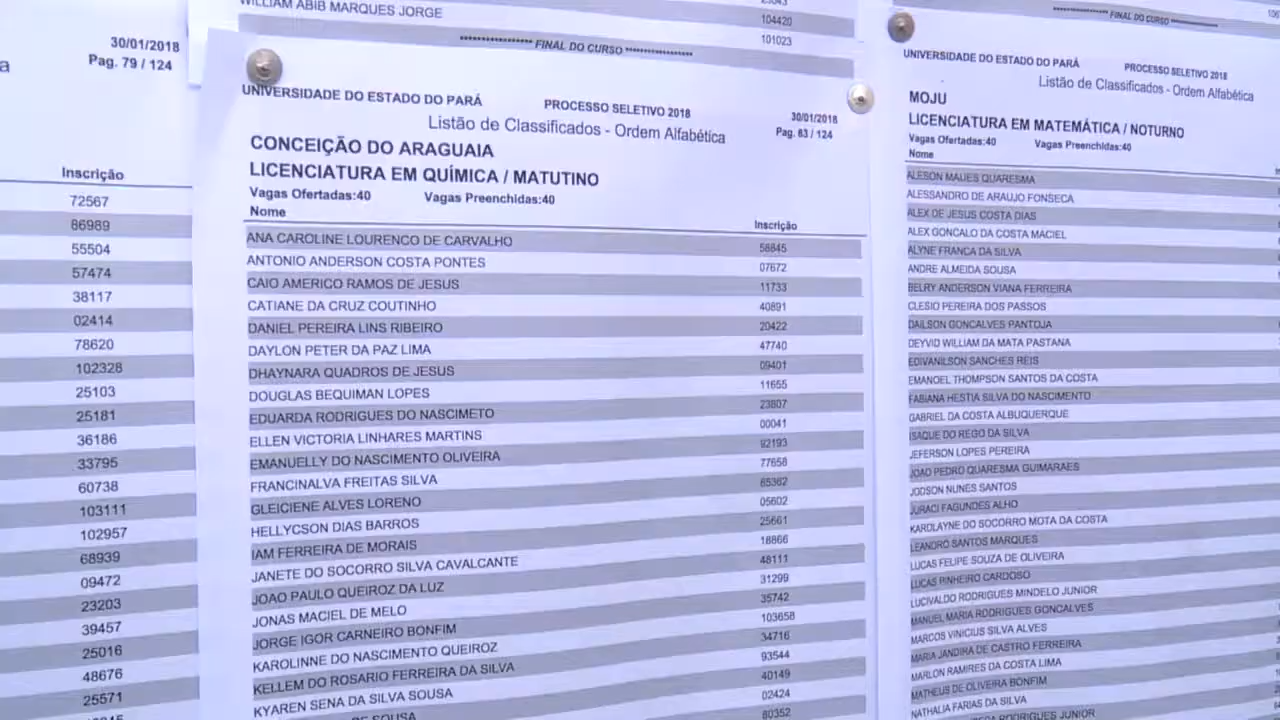 30/01/2018
Pag. 79 / 124
Inscrição
72567
86989
55504
57474
38117
02414
78620
102328
25103
25181
36186
33795
60738
103111
102957
68939
09472
23203
39457
25016
48676
25571
WILLIAM ABIB MARQUES JORGE
104420
101023
***************** FINAL DO CURSO *****************
UNIVERSIDADE DO ESTADO DO PARÁ PROCESSO SELETIVO 2018 30/01/2018
Listão de Classificados - Ordem Alfabética Pag. 63 / 124
CONCEIÇÃO DO ARAGUAIA
LICENCIATURA EM QUÍMICA / MATUTINO
Vagas Ofertadas:40 Vagas Preenchidas:40
Nome Inscrição
ANA CAROLINE LOURENCO DE CARVALHO 58845
ANTONIO ANDERSON COSTA PONTES 07672
CAIO AMERICO RAMOS DE JESUS 11733
CATIANE DA CRUZ COUTINHO 40891
DANIEL PEREIRA LINS RIBEIRO 20422
DAYLON PETER DA PAZ LIMA 47740
DHAYNARA QUADROS DE JESUS 09401
DOUGLAS BEQUIMAN LOPES 11655
EDUARDA RODRIGUES DO NASCIMETO 23807
ELLEN VICTORIA LINHARES MARTINS 00041
EMANUELLY DO NASCIMENTO OLIVEIRA 92193
FRANCINALVA FREITAS SILVA 77658
GLEICIENE ALVES LORENO 65362
HELLYCSON DIAS BARROS 05602
IAM FERREIRA DE MORAIS 25661
JANETE DO SOCORRO SILVA CAVALCANTE 18866
JOAO PAULO QUEIROZ DA LUZ 48111
JONAS MACIEL DE MELO 31299
JORGE IGOR CARNEIRO BONFIM 35742
KAROLINNE DO NASCIMENTO QUEIROZ 103658
KELLEM DO ROSARIO FERREIRA DA SILVA 34716
KYAREN SENA DA SILVA SOUSA 93544
DE SOUSA 40149
02424
80352
FINAL DO CURSO
UNIVERSIDADE DO ESTADO DO PARÁ PROCESSO SELETIVO 2018
Listão de Classificados - Ordem Alfabética
MOJU
LICENCIATURA EM MATEMÁTICA / NOTURNO
Vagas Ofertadas:40 Vagas Preenchidas:40
Nome
ALESON MAUES QUARESMA
ALESSANDRO DE ARAUJO FONSECA
ALEX DE JESUS COSTA DIAS
ALEX GONCALO DA COSTA MACIEL
ALYNE FRANCA DA SILVA
ANDRE ALMEIDA SOUSA
BELRY ANDERSON VIANA FERREIRA
CLESIO PEREIRA DOS PASSOS
DAILSON GONCALVES PANTOJA
DEYVID WILLIAM DA MATA PASTANA
EDIVANILSON SANCHES REIS
EMANOEL THOMPSON SANTOS DA COSTA
FABIANA HESTIA SILVA DO NASCIMENTO
GABRIEL DA COSTA ALBUQUERQUE
ISAQUE DO REGO DA SILVA
JEFERSON LOPES PEREIRA
JOAO PEDRO QUARESMA GUIMARAES
JODSON NUNES SANTOS
JURACI FAGUNDES ALHO
KAROLAYNE DO SOCORRO MOTA DA COSTA
LEANDRO SANTOS MARQUES
LUCAS FELIPE SOUZA DE OLIVEIRA
LUCAS PINHEIRO CARDOSO
LUCIVALDO RODRIGUES MINDELO JUNIOR
MANUEL MARIA RODRIGUES GONCALVES
MARCOS VINICIUS SILVA ALVES
MARIA JANDIRA DE CASTRO FERREIRA
MARLON RAMIRES DA COSTA LIMA
MATHEUS DE OLIVEIRA BONFIM
NATHALIA FARIAS DA SILVA
RODRIGUES JUNIOR